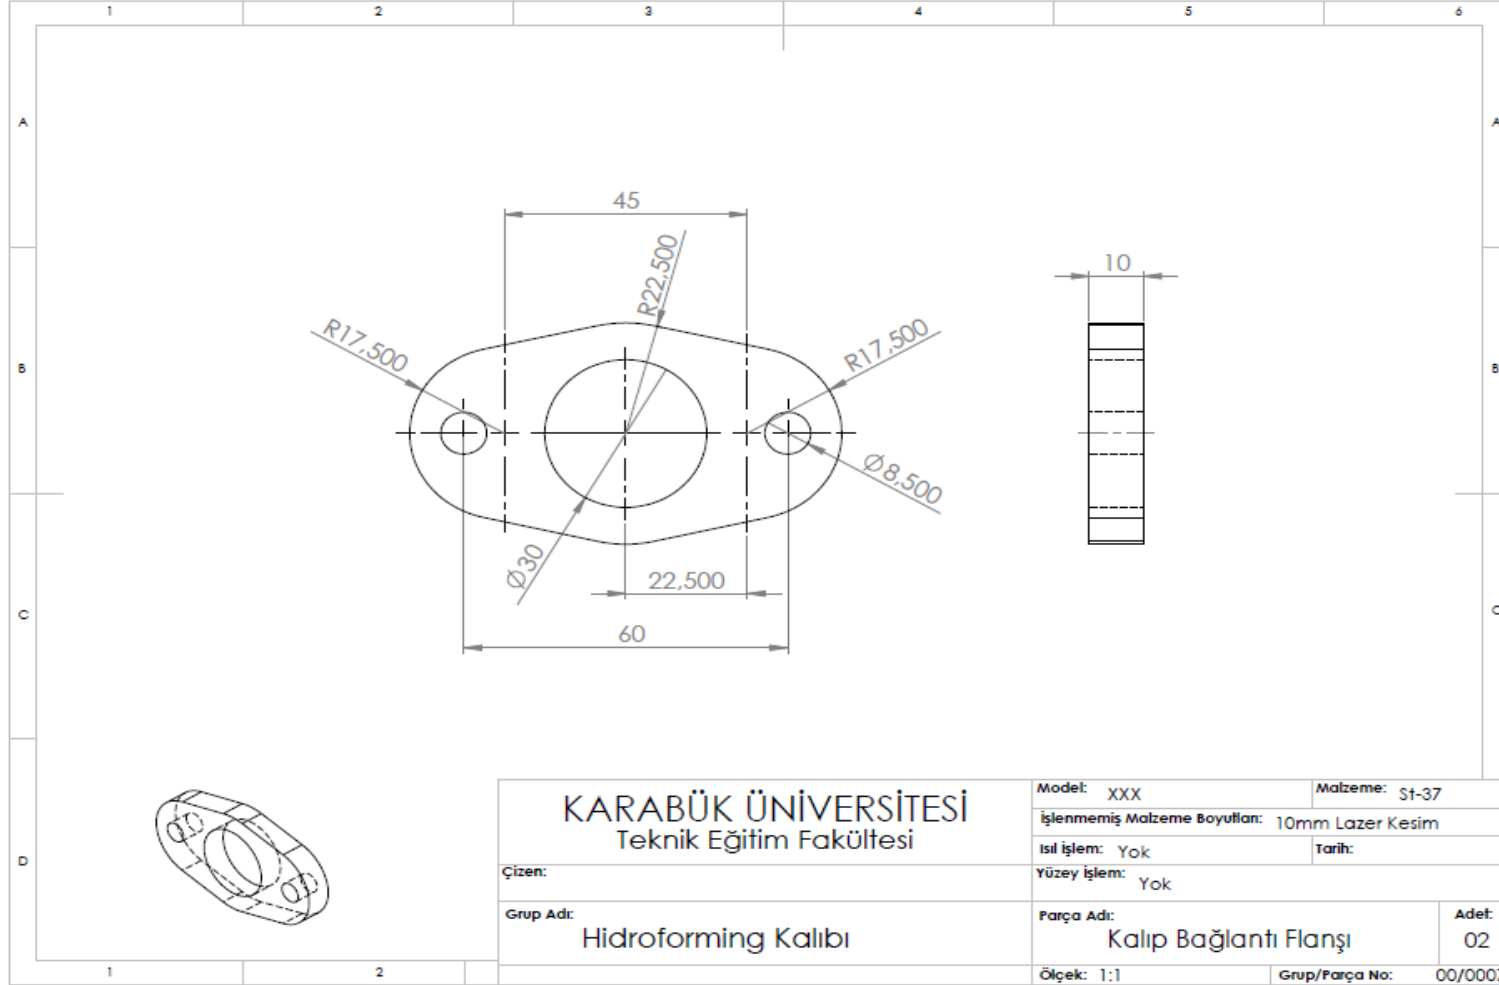 1 2 3 4 5 6
A A
45
R22,500
10
R17,500 R17,500
B B
Ø8,500
Ø30
22,500
C C
60
KARABÜK ÜNİVERSİTESİ
Teknik Eğitim Fakültesi
Model: XXX Malzeme: St-37
İşlenmemiş Malzeme Boyutları: 10mm Lazer Kesim
Isıl İşlem: Yok Tarih:
D
Çizen:
Yüzey İşlem: Yok
Grup Adı:
Hidroforming Kalıbı
Parça Adı:
Kalıp Bağlantı Flanşı
Adet:
02
1 2
Ölçek: 1:1 Grup/Parça No: 00/0007